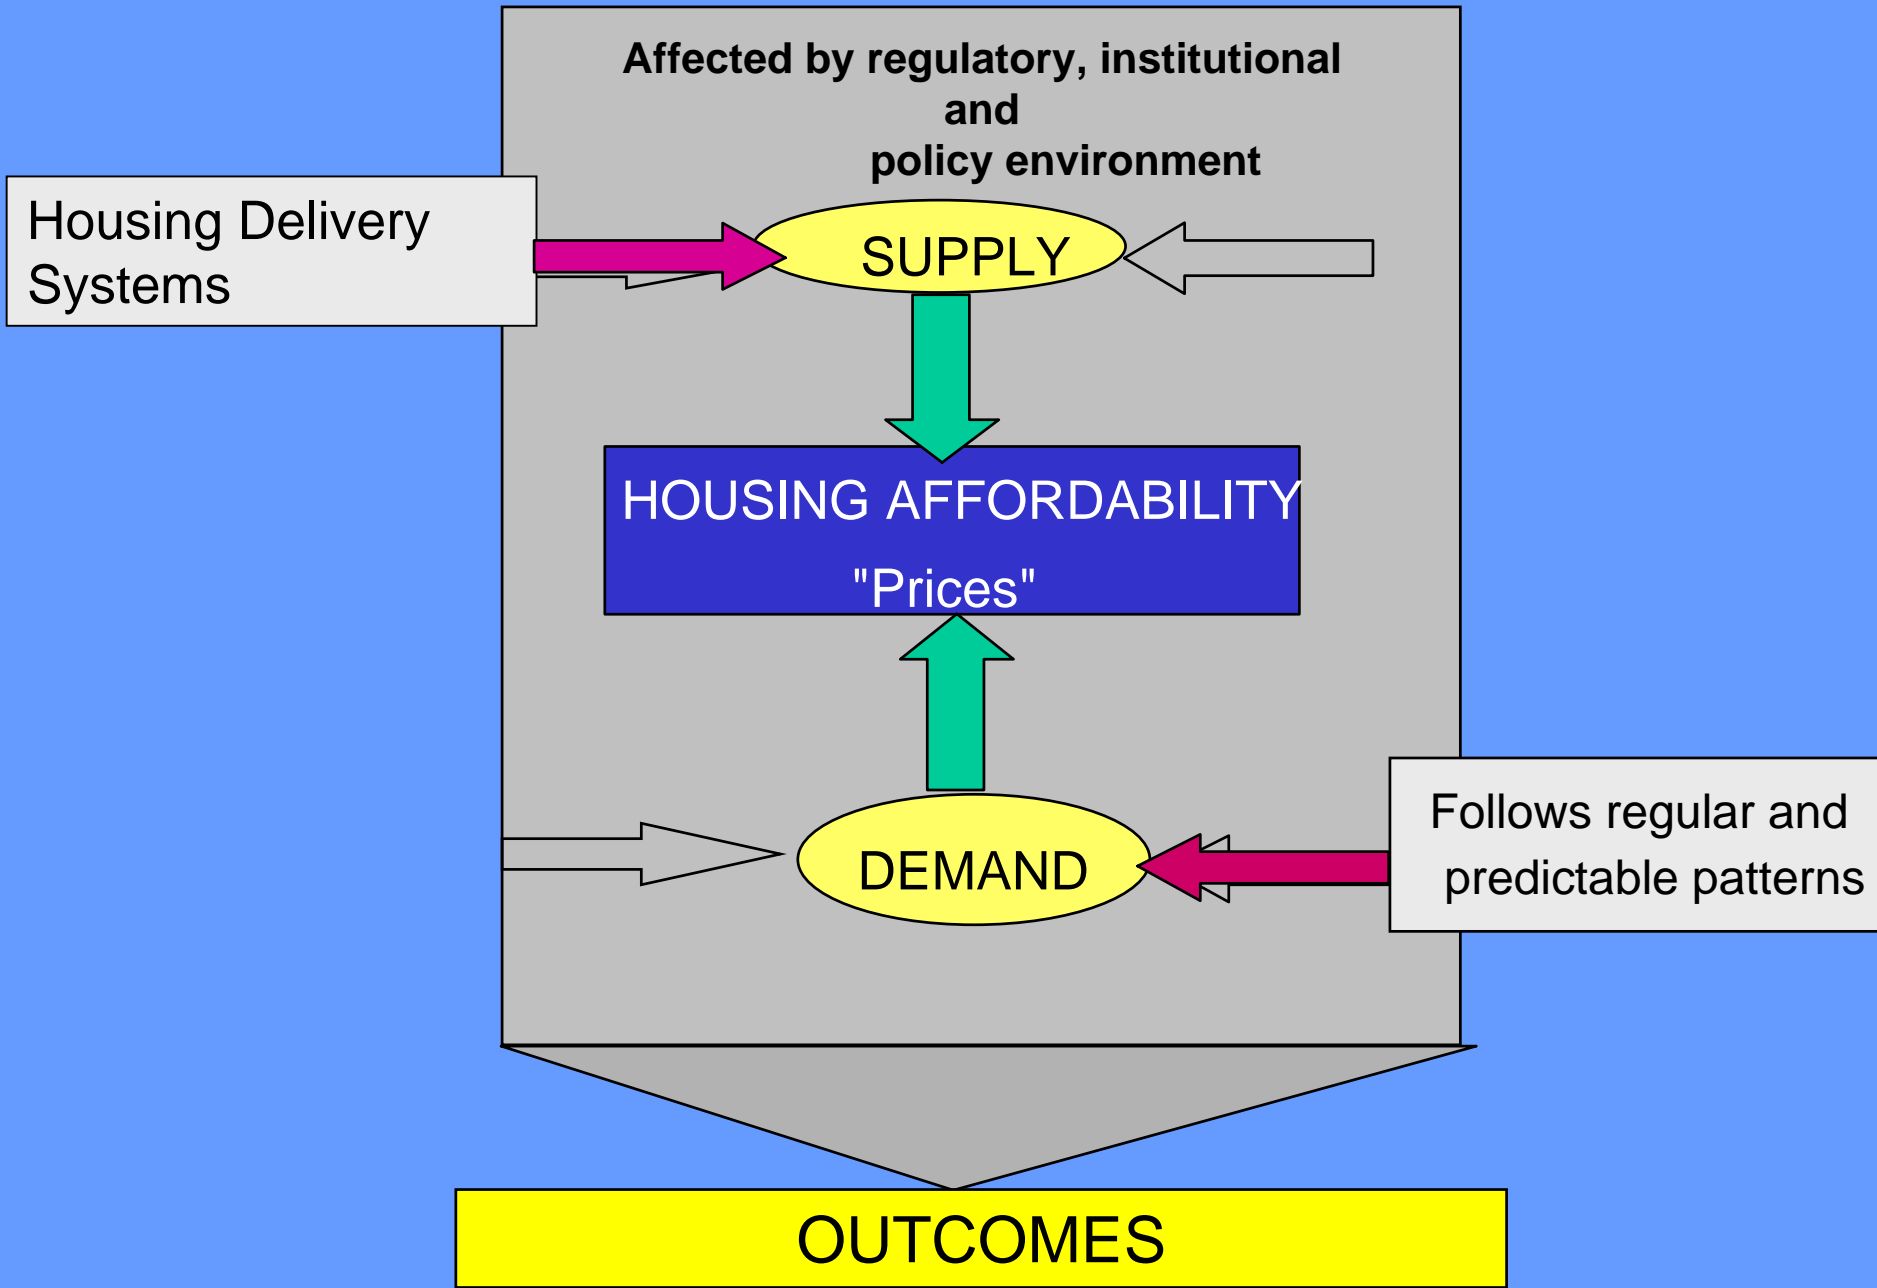 Affected by regulatory, institutional
and
policy environment
Housing Delivery
Systems
SUPPLY
HOUSING AFFORDABILITY
"Prices"
DEMAND
Follows regular and
predictable patterns
OUTCOMES